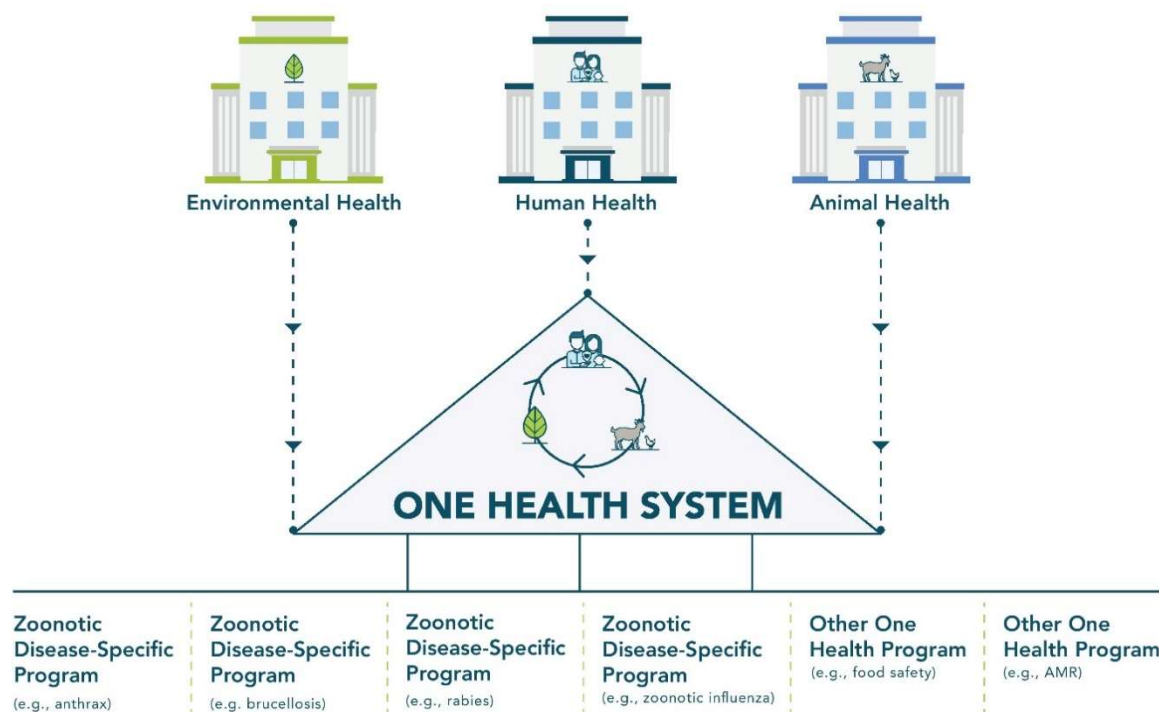 Environmental Health
Human Health
Animal Health
ONE HEALTH SYSTEM
Zoonotic
Disease-Specific
Program
(e.g., anthrax)
Zoonotic
Disease-Specific
Program
(e.g. brucellosis)
Zoonotic
Disease-Specific
Program
(e.g., rabies)
Zoonotic
Disease-Specific
Program
(e.g., zoonotic influenza)
Other One
Health Program
(e.g., food safety)
Other One
Health Program
(e.g., AMR)